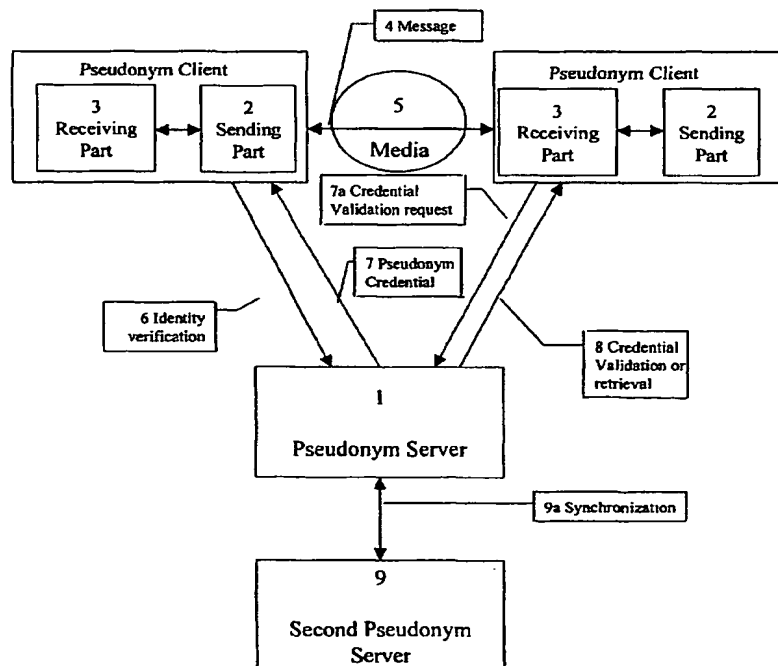 4 Message
Pseudonym Client
3
Receiving
Part
2
Sending
Part
5
Media
Pseudonym Client
3
Receiving
Part
2
Sending
Part
7a Credential
Validation request
7 Pseudonym
Credential
6 Identity
verification
8 Credential
Validation or
retrieval
1
Pseudonym Server
9a Synchronization
9
Second Pseudonym
Server